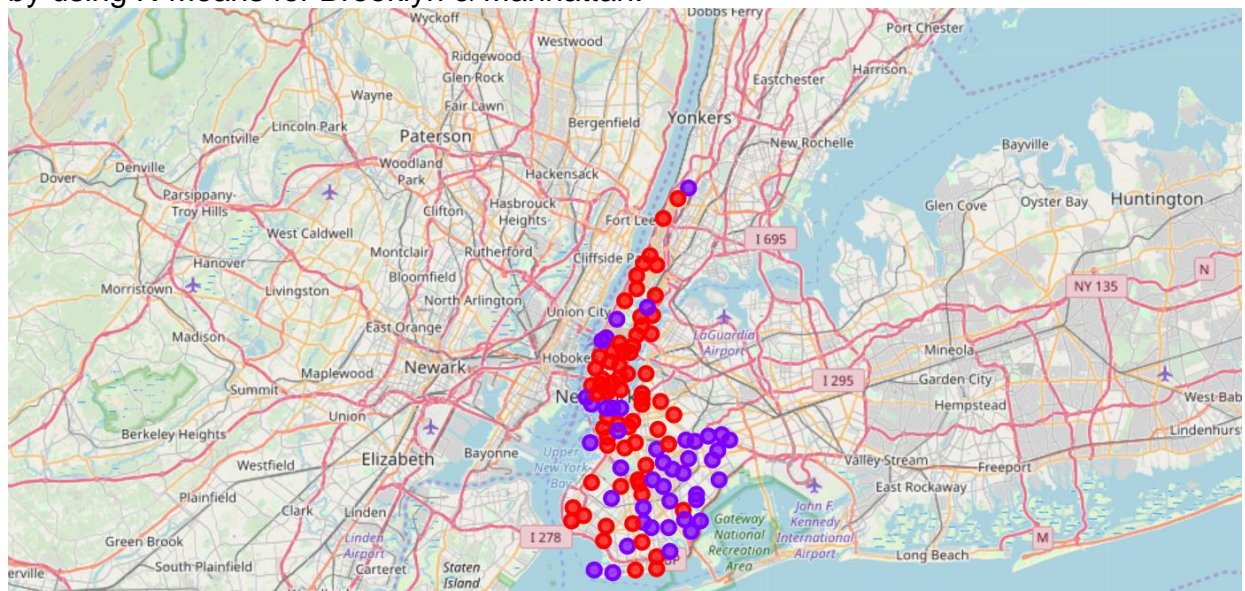 by using K-Means for Brooklyn & Manhattan.
Wyckoff
Dobbs Ferry
Port Chester
Westwood
Ridgewood
Glen Rock
Harrison
Eastchester
Wayne
Fair Lawn
Yonkers
Bergenfield
Lincoln Park
Paterson
Montville
New Rochelle
Bayville
Denville
Woodland
Park
Hackensack
Dover
Parsippany-
Troy Hills
Huntington
Oyster Bay
Glen Cove
Hasbrouck
Heights
Clifton
Fort Lee
West Caldwell
I 695
Montclair
Rutherford
Cliffside
Hanover
Bloomfield
N
Morristown
Livingston
North Arlington
NY 135
Union City
East Orange
Madison
LaGuardia
Airport
Mineola
Maplewood
Newark
I 295
Garden City
Summit
West Bab
Hempstead
Union
Berkeley Heights
Lindenhurst
Elizabeth
Bayonne
Upper
New York
Bay
Valley Stream
Freeport
Westfield
East Rockaway
Plainfield
John F.
Kennedy
International
Airport
Clark
Linden
Gateway
National
Recreation
Area
I 278
M
Green Brook
Linden
Airport
Long Beach
South Plainfield
Carteret
Staten
Island
erville